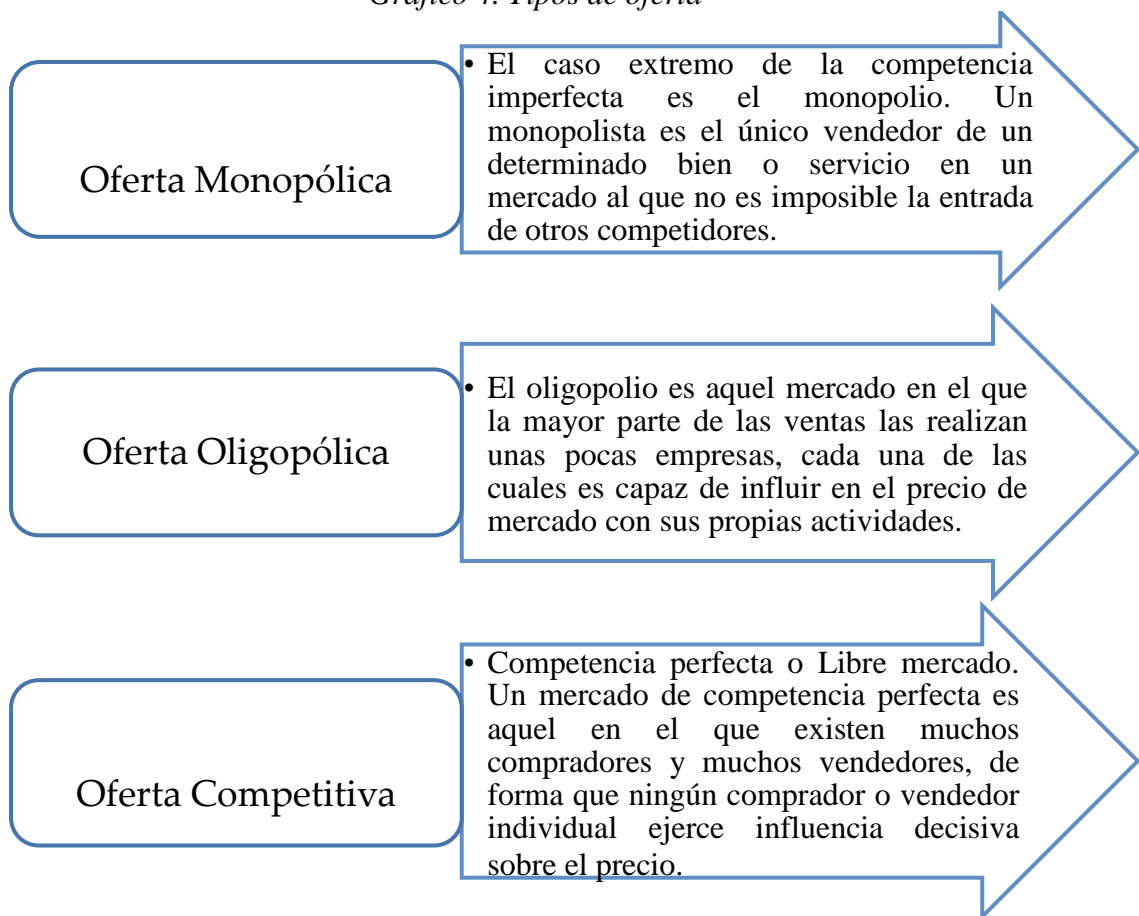 Gráfico 4. Tipos de oferta
Oferta Monopólica
• El caso extremo de la competencia
imperfecta es el monopolio. Un
monopolista es el único vendedor de un
determinado bien o servicio en un
mercado al que no es imposible la entrada
de otros competidores.
Oferta Oligopólica
• El oligopolio es aquel mercado en el que
la mayor parte de las ventas las realizan
unas pocas empresas, cada una de las
cuales es capaz de influir en el precio de
mercado con sus propias actividades.
Oferta Competitiva
• Competencia perfecta o Libre mercado.
Un mercado de competencia perfecta es
aquel en el que existen muchos
compradores y muchos vendedores, de
forma que ningún comprador o vendedor
individual ejerce influencia decisiva
sobre el precio.